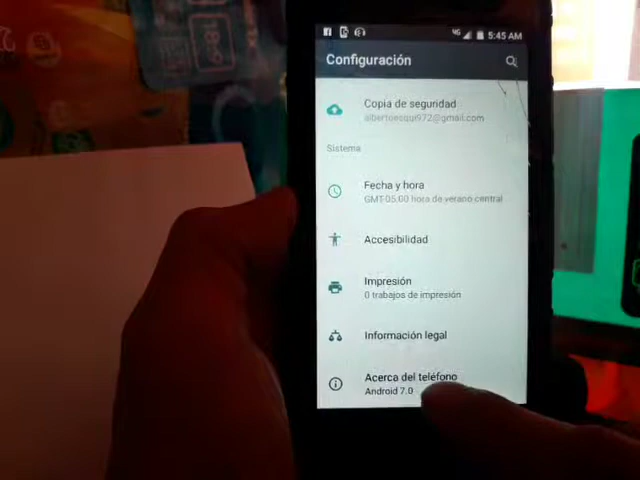 4G 5:45 AM
Configuración
Copia de seguridad
Sistema
Fecha y hora
GMT-05:00 hora de verano central
Accesibilidad
Impresión
0 trabajos de impresión
Información legal
Acerca del teléfono
Android 7.0